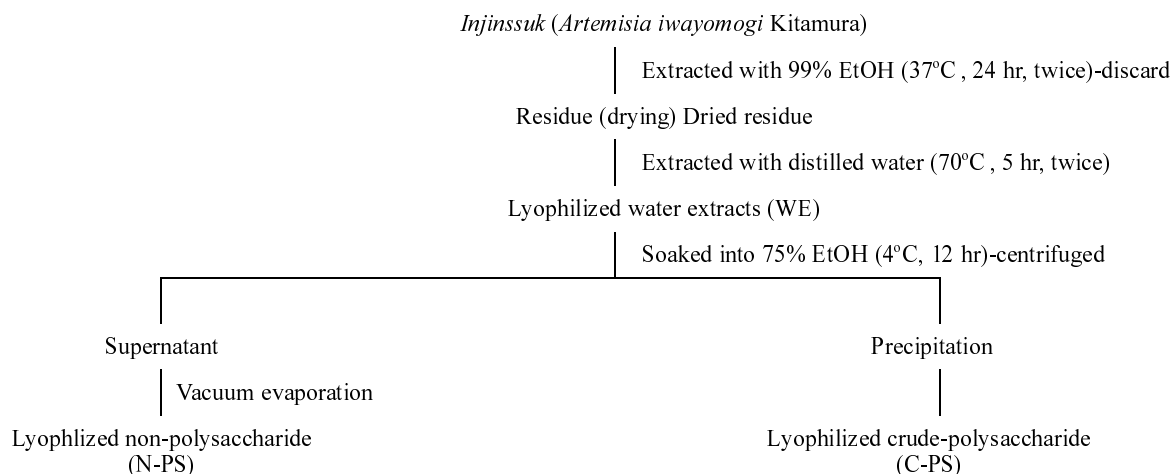 Injinssuk (Artemisia iwayomogi Kitamura)
Extracted with 99% EtOH (37°C , 24 hr, twice)-discard
Residue (drying) Dried residue
Extracted with distilled water (70°C , 5 hr, twice)
Lyophilized water extracts (WE)
Soaked into 75% EtOH (4°C, 12 hr)-centrifuged
Supernatant
Precipitation
Vacuum evaporation
Lyophlized non-polysaccharide
(N-PS)
Lyophilized crude-polysaccharide
(C-PS)